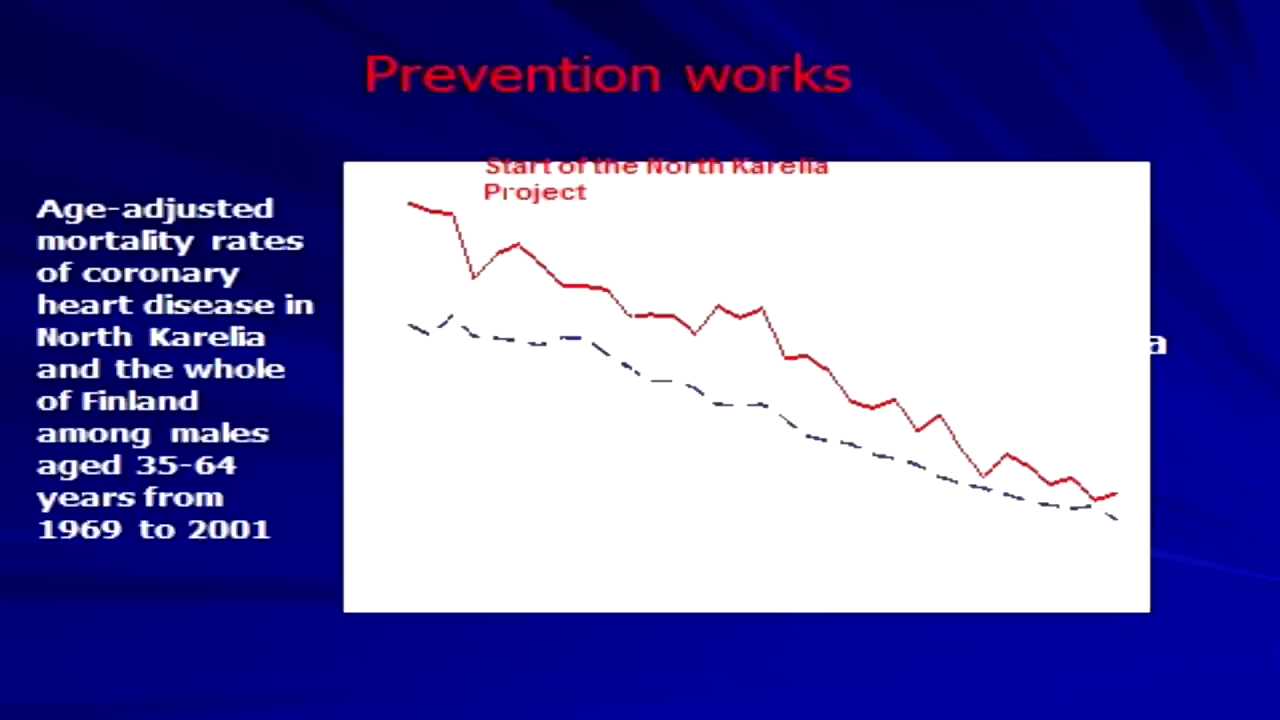 Prevention works
Start of the North Karelia
Project
Age-adjusted
mortality rates
of coronary
heart disease in
North Karelia
and the whole
of Finland
among males
aged 35-64
years from
1969 to 2001
a